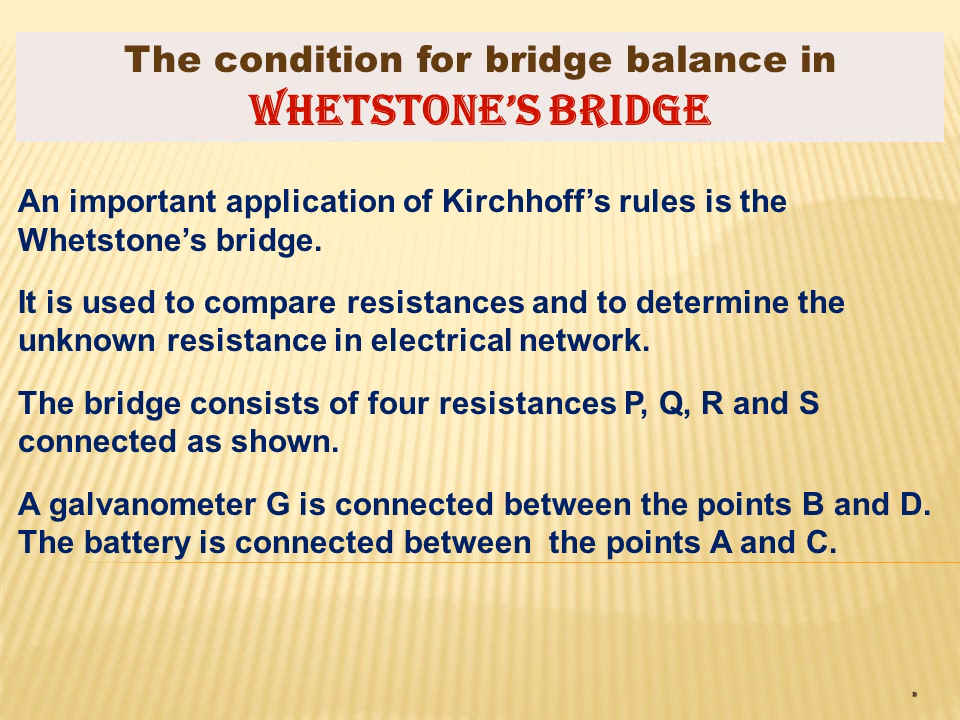 The condition for bridge balance in
WHETSTONE’S BRIDGE
An important application of Kirchhoff’s rules is the
Whetstone’s bridge.
It is used to compare resistances and to determine the
unknown resistance in electrical network.
The bridge consists of four resistances P, Q, R and S
connected as shown.
A galvanometer G is connected between the points B and D.
The battery is connected between the points A and C.